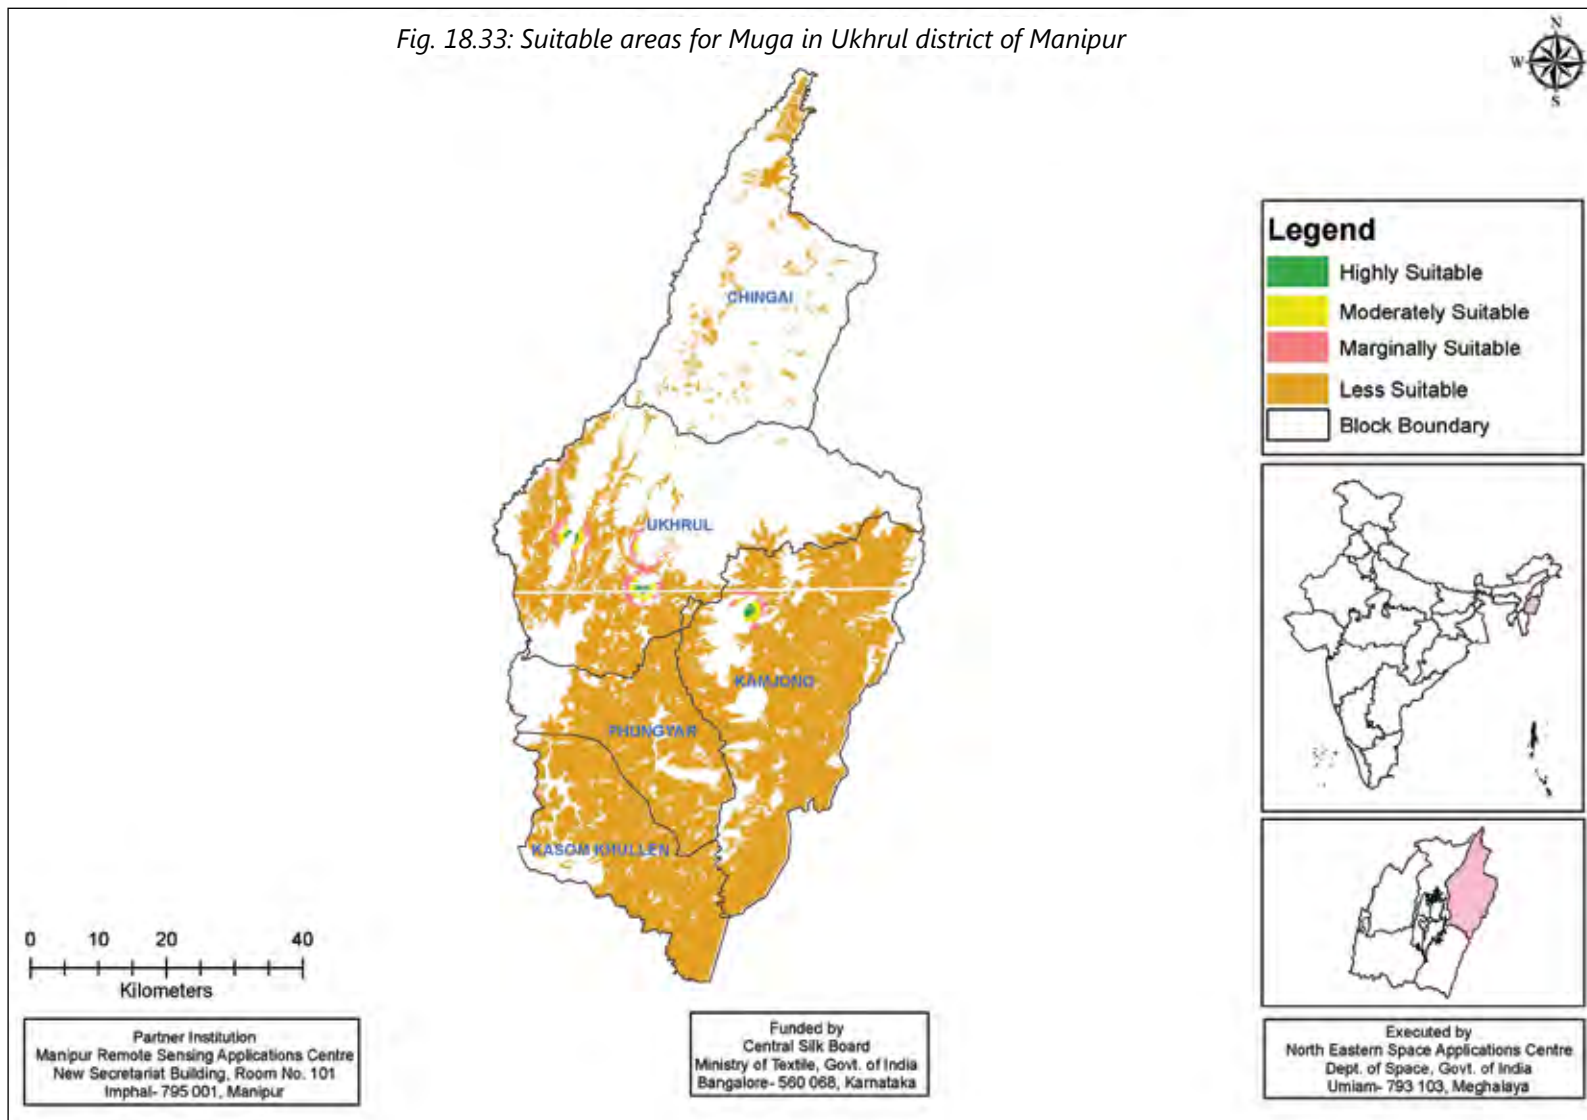 Fig. 18.33: Suitable areas for Muga in Ukhrul district of Manipur
N
W
S
Legend
Highly Suitable
Moderately Suitable
Marginally Suitable
Less Suitable
Block Boundary
CHINGAI
UKHRUL
KAMJONG
PHUNGYAR
KASOM KHULLEN
0 10 20 40
Kilometers
Partner Institution
Manipur Remote Sensing Applications Centre
New Secretariat Building, Room No. 101
Imphal- 795 001, Manipur
Funded by
Central Silk Board
Ministry of Textile, Govt. of India
Bangalore- 560 068, Karnataka
Executed by
North Eastern Space Applications Centre
Dept. of Space, Govt. of India
Umiam- 793 103, Meghalaya